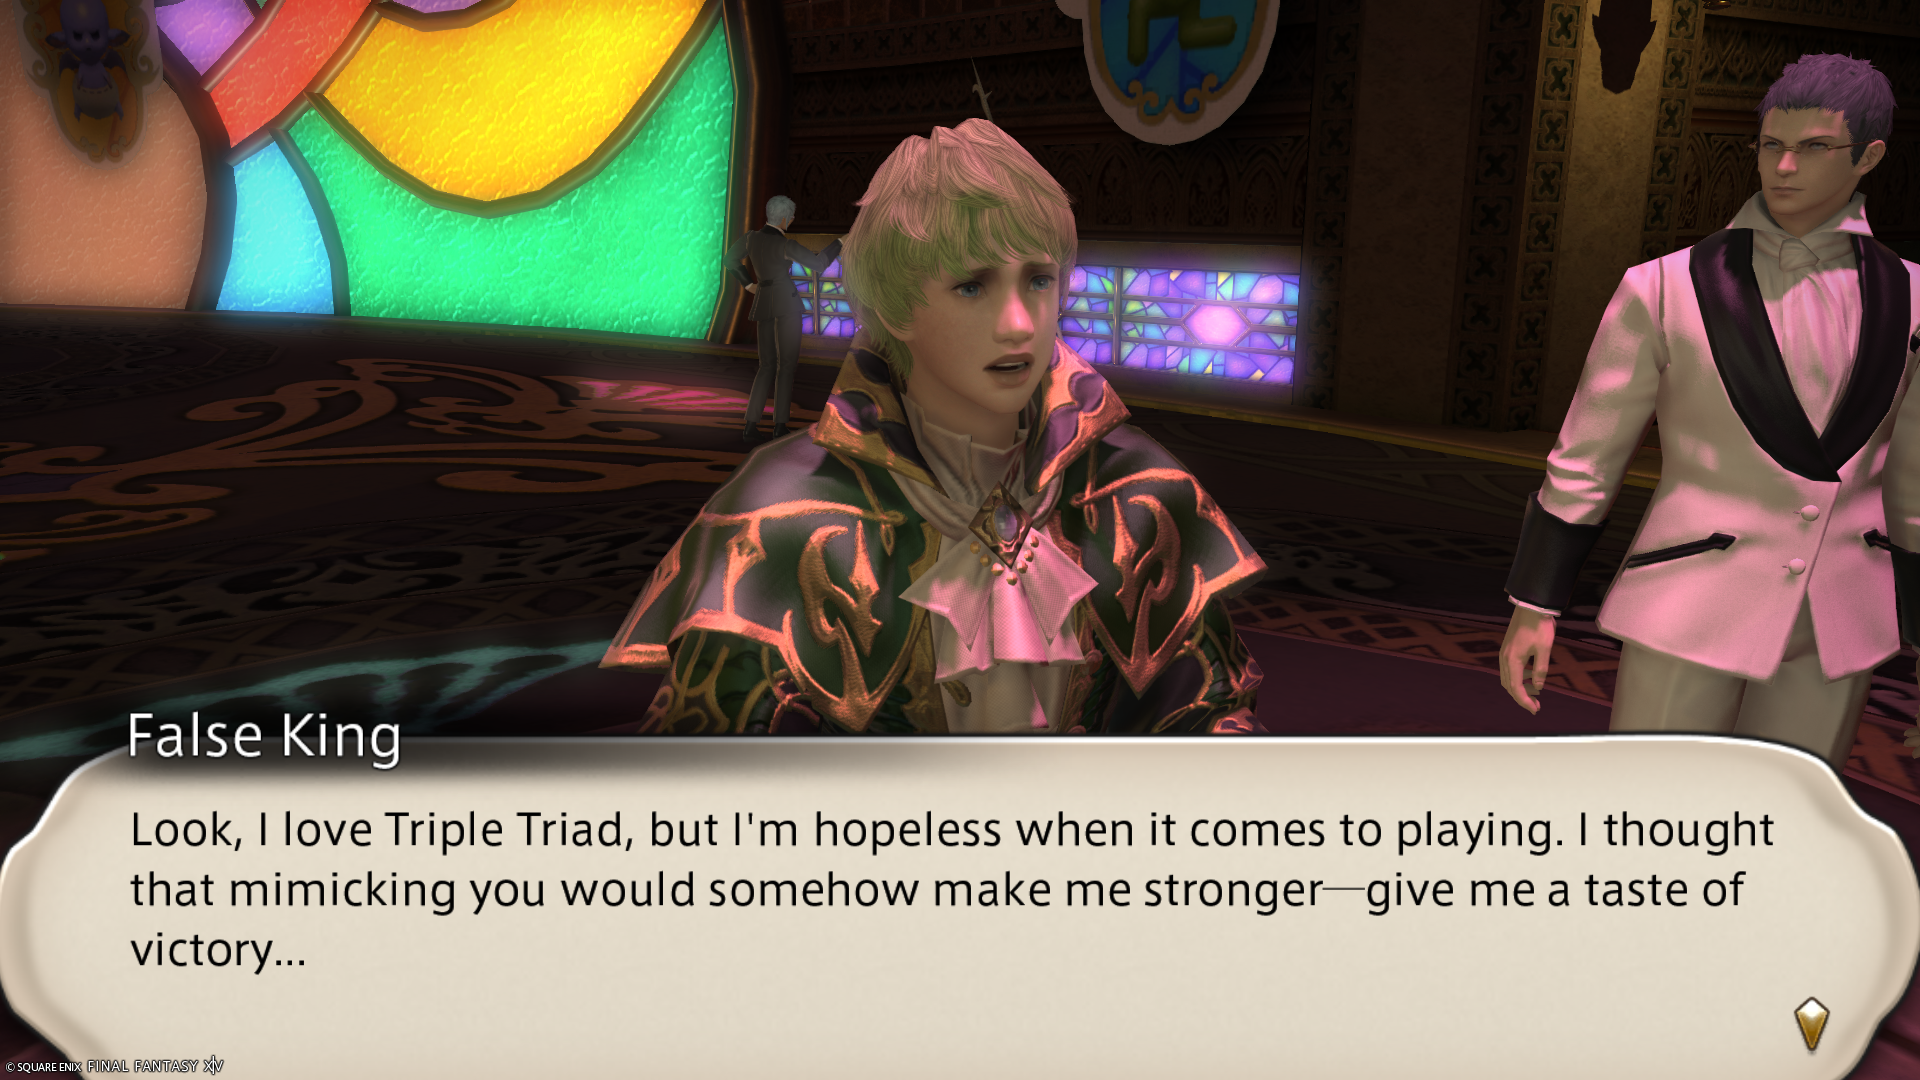 False King
Look, I love Triple Triad, but I'm hopeless when it comes to playing. I thought
that mimicking you would somehow make me stronger—give me a taste of
victory...
© SQUARE ENIX FINAL FANTASY XIV